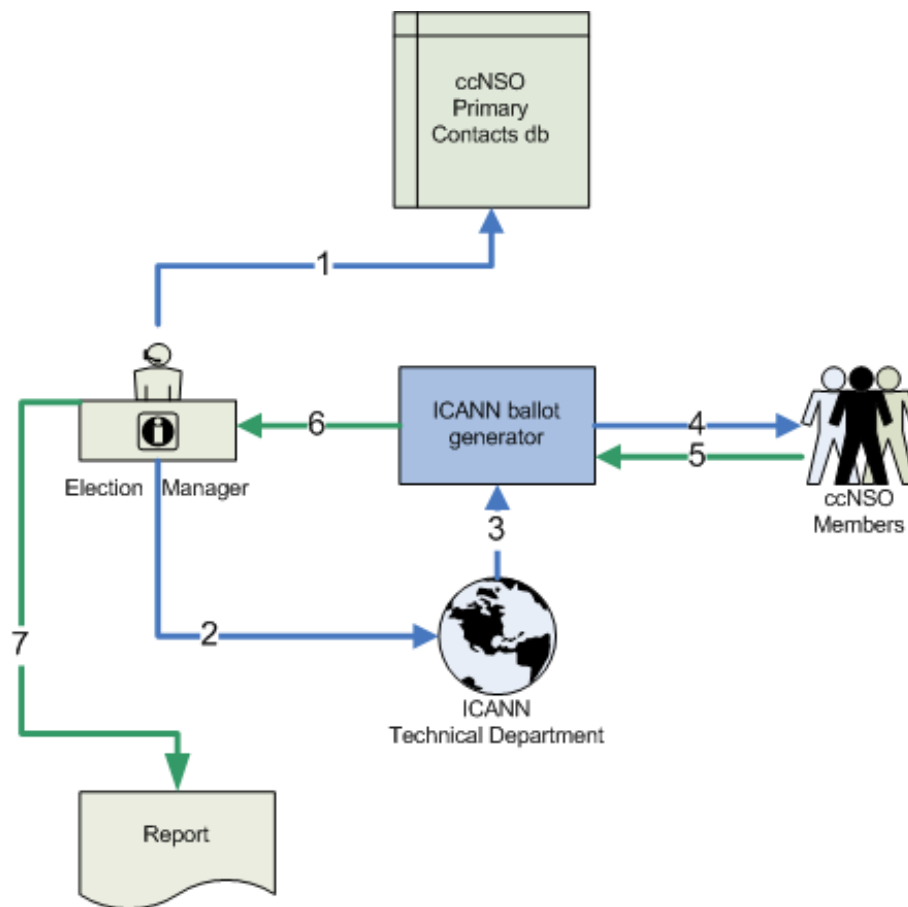 ccNSO
Primary
Contacts db
1
6
ICANN ballot
generator
4
5
Election Manager
ccNSO
Members
3
7
2
ICANN
Technical Department
Report